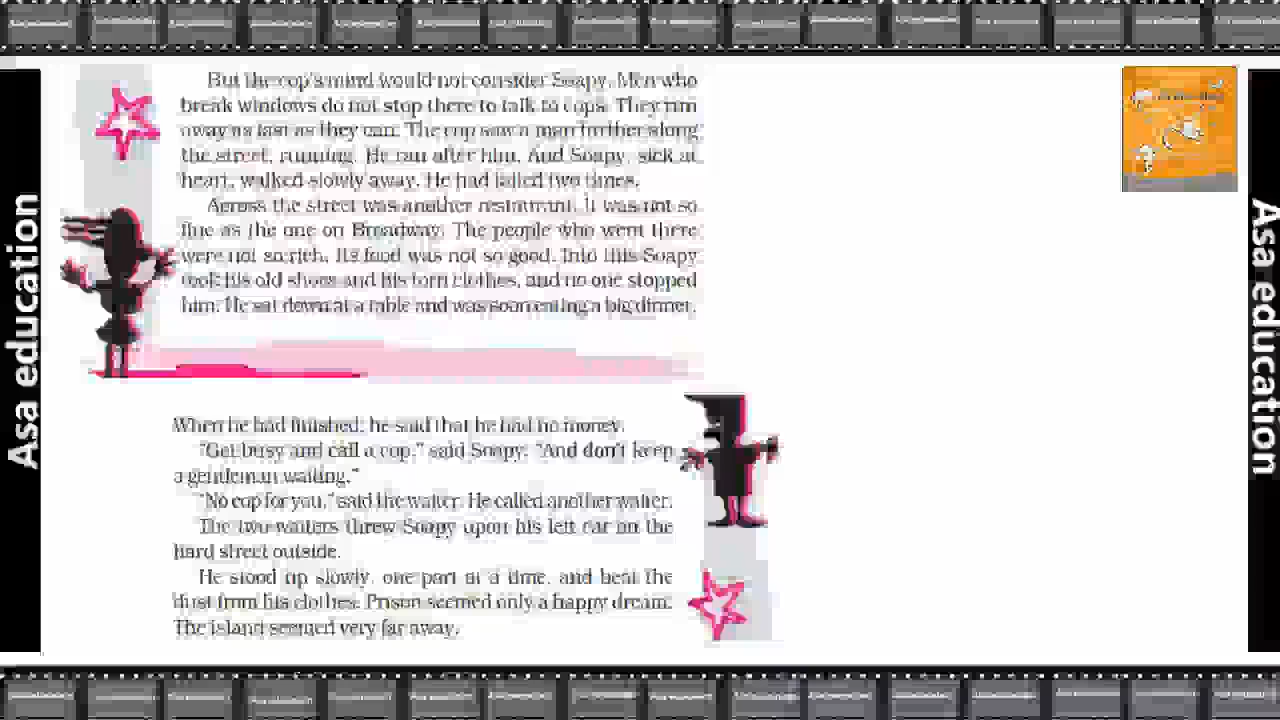 But the cop's mind would not consider Soapy. Men who
break windows do not stop there to talk to cops. They run
away as fast as they can. The cop saw a man further along
the street, running. He ran after him. And Soapy, sick at
heart, walked slowly away. He had failed two times.
Across the street was another restaurant. It was not so
fine as the one on Broadway. The people who went there
were not so rich. Its food was not so good. Into this Soapy
took his old shoes and his torn clothes, and no one stopped
him. He sat down at a table and was soon eating a big dinner.
When he had finished, he said that he had no money.
"Get busy and call a cop," said Soapy. "And don't keep
a gentleman waiting."
"No cop for you," said the waiter. He called another waiter.
The two waiters threw Soapy upon his left ear on the
hard street outside.
He stood up slowly, one part at a time, and beat the
dust from his clothes. Prison seemed only a happy dream.
The island seemed very far away.
Asa education
Asa education